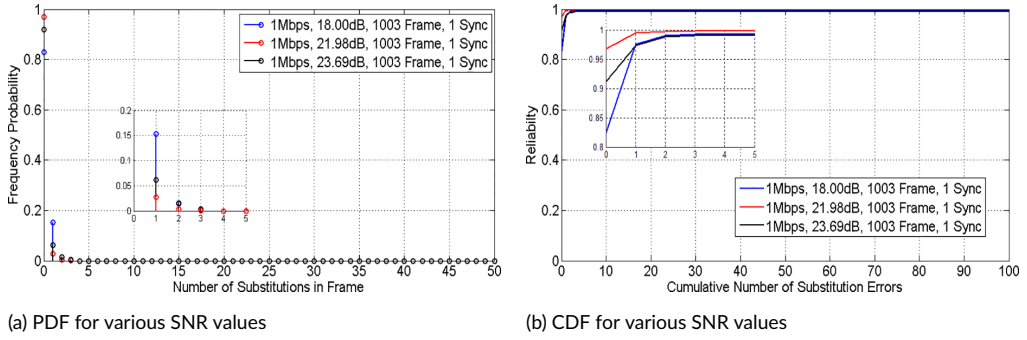 Frequency Probability
1
0.8
0.6
0.4
0.2
0
1Mbps, 18.00dB, 1003 Frame, 1 Sync
1Mbps, 21.98dB, 1003 Frame, 1 Sync
1Mbps, 23.69dB, 1003 Frame, 1 Sync
0.2
0.15
0.1
0.05
0
0 1 2 3 4 5
0 5 10 15 20 25 30 35 40 45 50
Number of Substitutions in Frame
(a) PDF for various SNR values
Reliabilty
1
0.8
0.6
0.4
0.2
0
1
0.95
0.9
0.85
0.8
0 1 2 3 4 5
1Mbps, 18.00dB, 1003 Frame, 1 Sync
1Mbps, 21.98dB, 1003 Frame, 1 Sync
1Mbps, 23.69dB, 1003 Frame, 1 Sync
0 10 20 30 40 50 60 70 80 90 100
Cumulative Number of Substitution Errors
(b) CDF for various SNR values